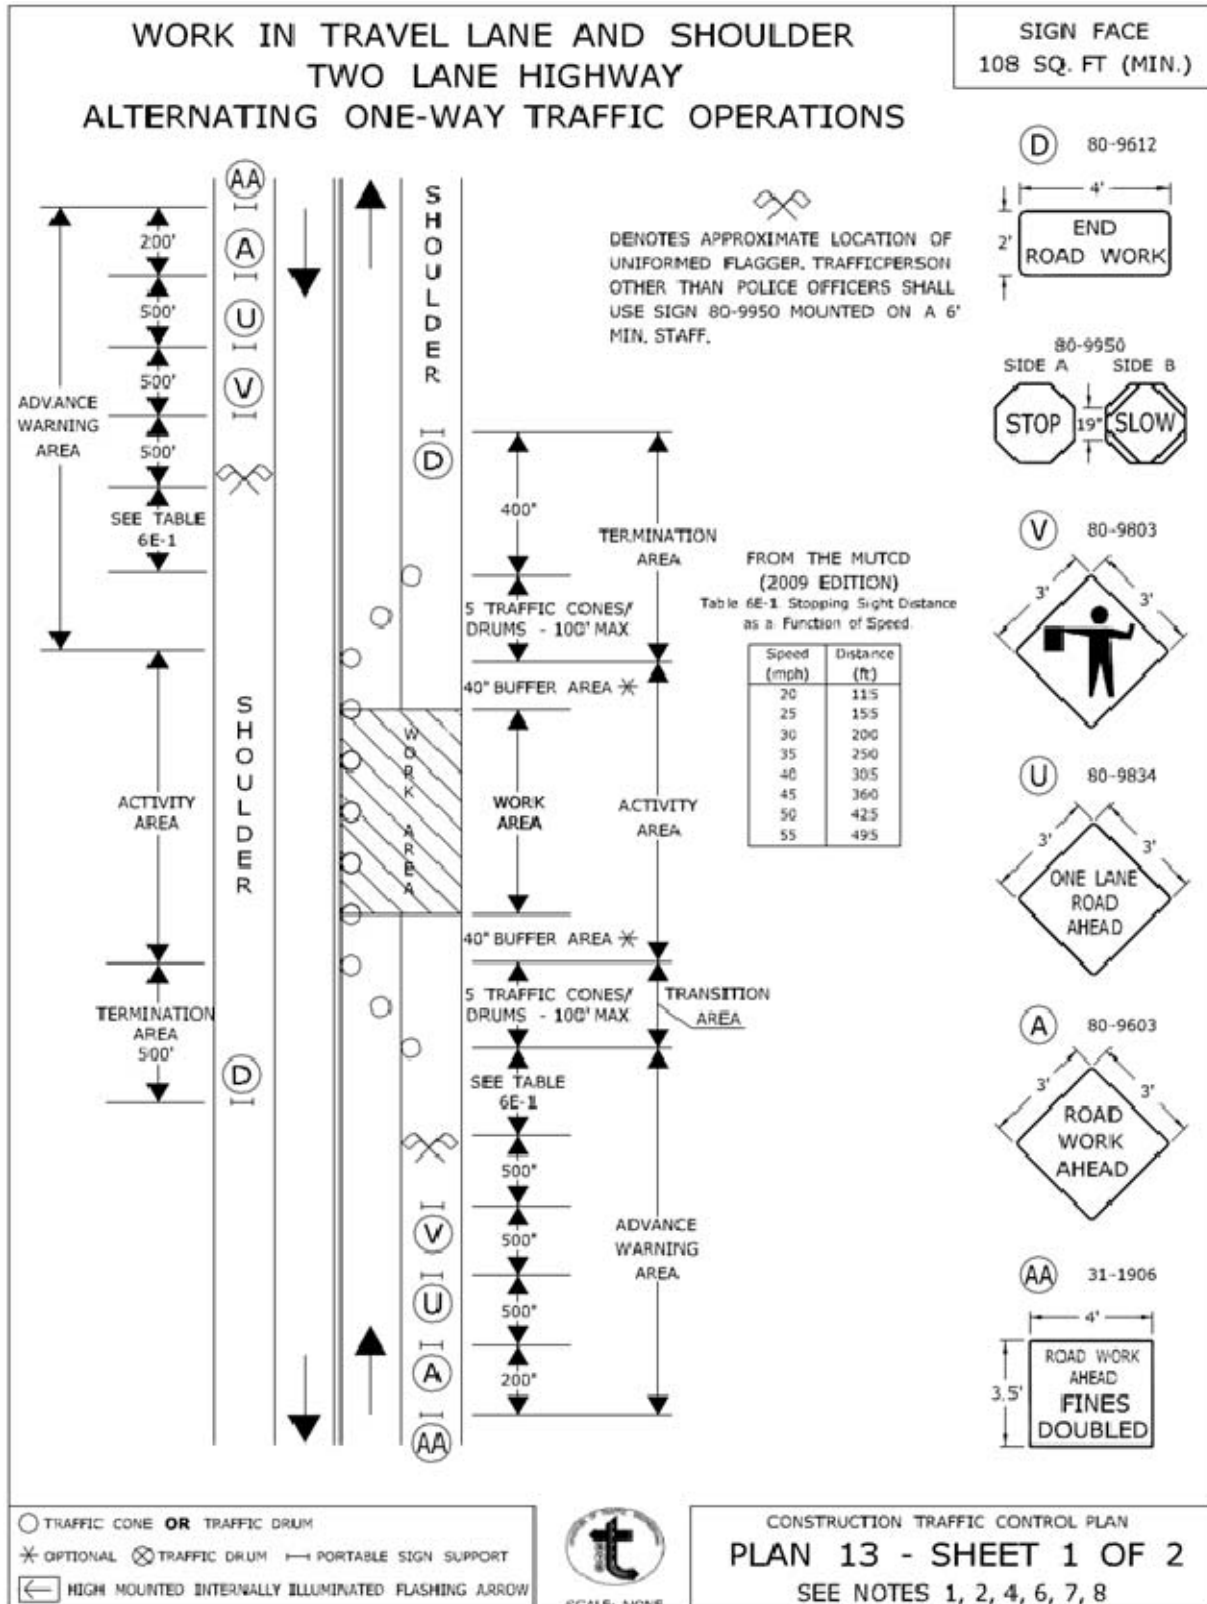 WORK IN TRAVEL LANE AND SHOULDER
TWO LANE HIGHWAY
ALTERNATING ONE-WAY TRAFFIC OPERATIONS
SIGN FACE
108 SQ. FT (MIN.)
AA
A
U
V
200'
500'
500'
500'
SEE TABLE
6E-1
ADVANCE
WARNING
AREA
SHOULDER
ACTIVITY
AREA
TERMINATION
AREA
500'
D
SHOULDER
D
400'
TERMINATION
AREA
5 TRAFFIC CONES/
DRUMS - 100' MAX
40' BUFFER AREA *
WORK AREA
WORK
AREA
ACTIVITY
AREA
40' BUFFER AREA *
5 TRAFFIC CONES/
DRUMS - 100' MAX
TRANSITION
AREA
SEE TABLE
6E-1
500'
500'
500'
200'
ADVANCE
WARNING
AREA
V
U
A
AA
DENOTES APPROXIMATE LOCATION OF
UNIFORMED FLAGGER. TRAFFICPERSON
OTHER THAN POLICE OFFICERS SHALL
USE SIGN 80-9950 MOUNTED ON A 6'
MIN. STAFF.
FROM THE MUTCD
(2009 EDITION)
Table 6E-1. Stopping Sight Distance
as a Function of Speed
Speed Distance
(mph) (ft)
20 115
25 155
30 200
35 250
40 305
45 360
50 425
55 495
D 80-9612
4'
2'
END
ROAD WORK
80-9950
SIDE A SIDE B
STOP 19" SLOW
V 80-9803
3' 3'
U 80-9834
3' 3'
ONE LANE
ROAD
AHEAD
A 80-9603
3' 3'
ROAD
WORK
AHEAD
AA 31-1906
4'
3.5'
ROAD WORK
AHEAD
FINES
DOUBLED
TRAFFIC CONE OR TRAFFIC DRUM
* OPTIONAL TRAFFIC DRUM PORTABLE SIGN SUPPORT
HIGH MOUNTED INTERNALLY ILLUMINATED FLASHING ARROW
SCALE: NONE
CONSTRUCTION TRAFFIC CONTROL PLAN
PLAN 13 - SHEET 1 OF 2
SEE NOTES 1, 2, 4, 6, 7, 8